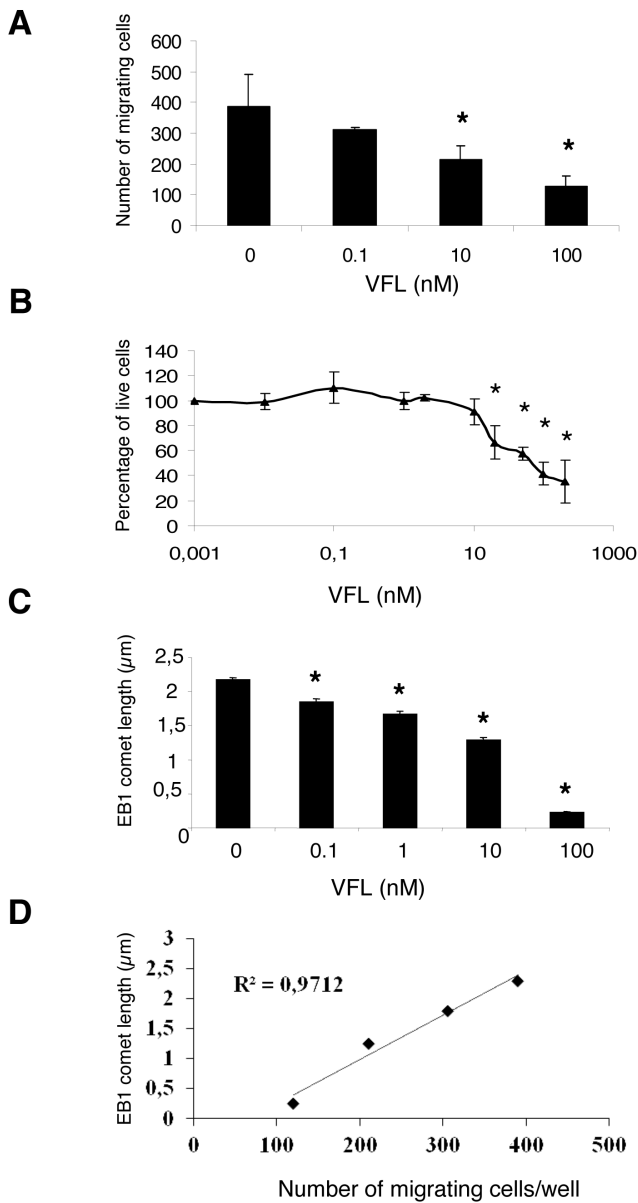 A
Number of migrating cells
600
500
400
300
200
100
0
*
*
0 0.1 10 100
VFL (nM)
B
Percentage of live cells
140
120
100
80
60
40
20
0
*
*
*
*
0,001 0,1 10 1000
VFL (nM)
C
EB1 comet length (µm)
2,5
2
1,5
1
0,5
0
*
*
*
*
0 0.1 1 10 100
VFL (nM)
D
EB1 comet length (µm)
3
2,5
2
1,5
1
0,5
0
R² = 0,9712
0 100 200 300 400 500
Number of migrating cells/well